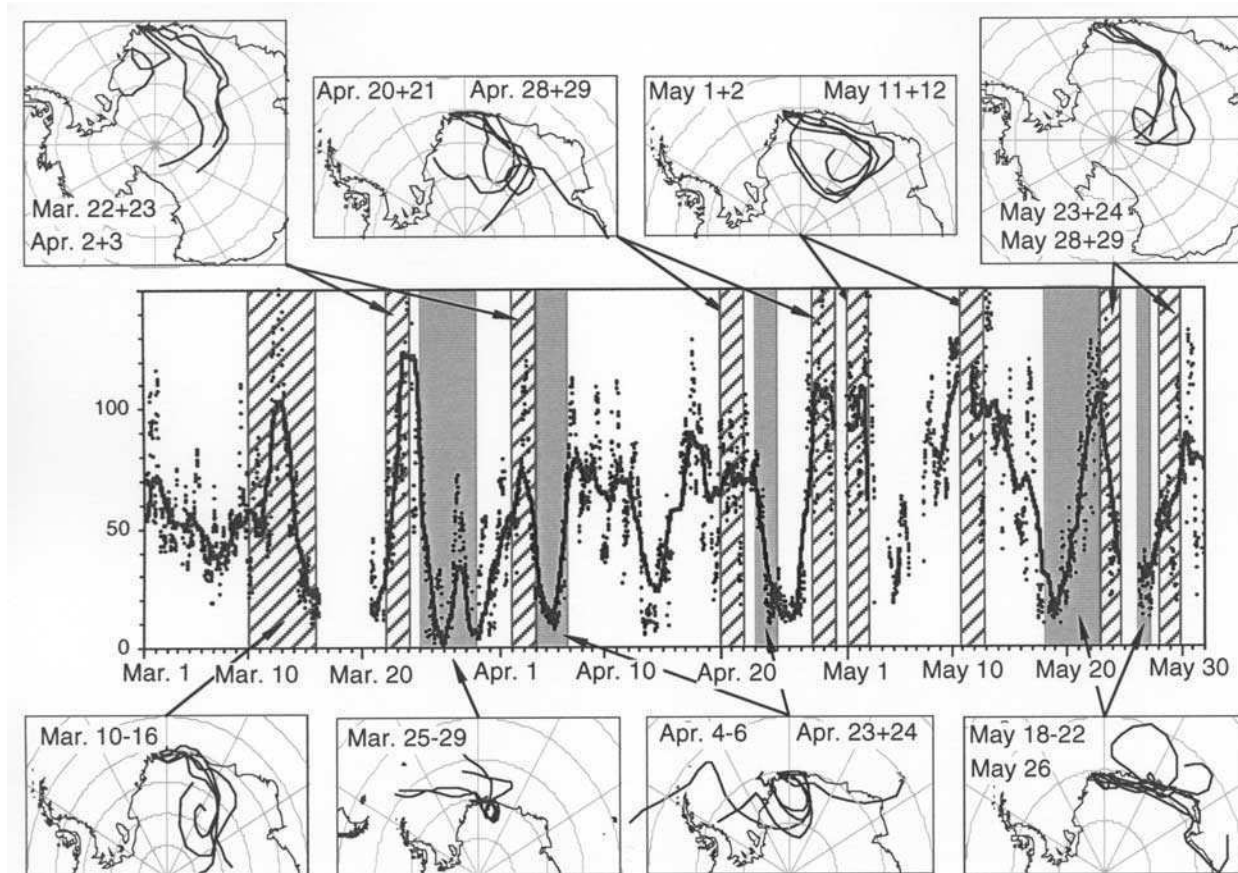 Mar. 22+23
Apr. 2+3
Apr. 20+21 Apr. 28+29
May 1+2 May 11+12
May 23+24
May 28+29
100
50
0
Mar. 1 Mar. 10 Mar. 20 Apr. 1 Apr. 10 Apr. 20 May 1 May 10 May 20 May 30
Mar. 10-16
Mar. 25-29
Apr. 4-6 Apr. 23+24
May 18-22
May 26